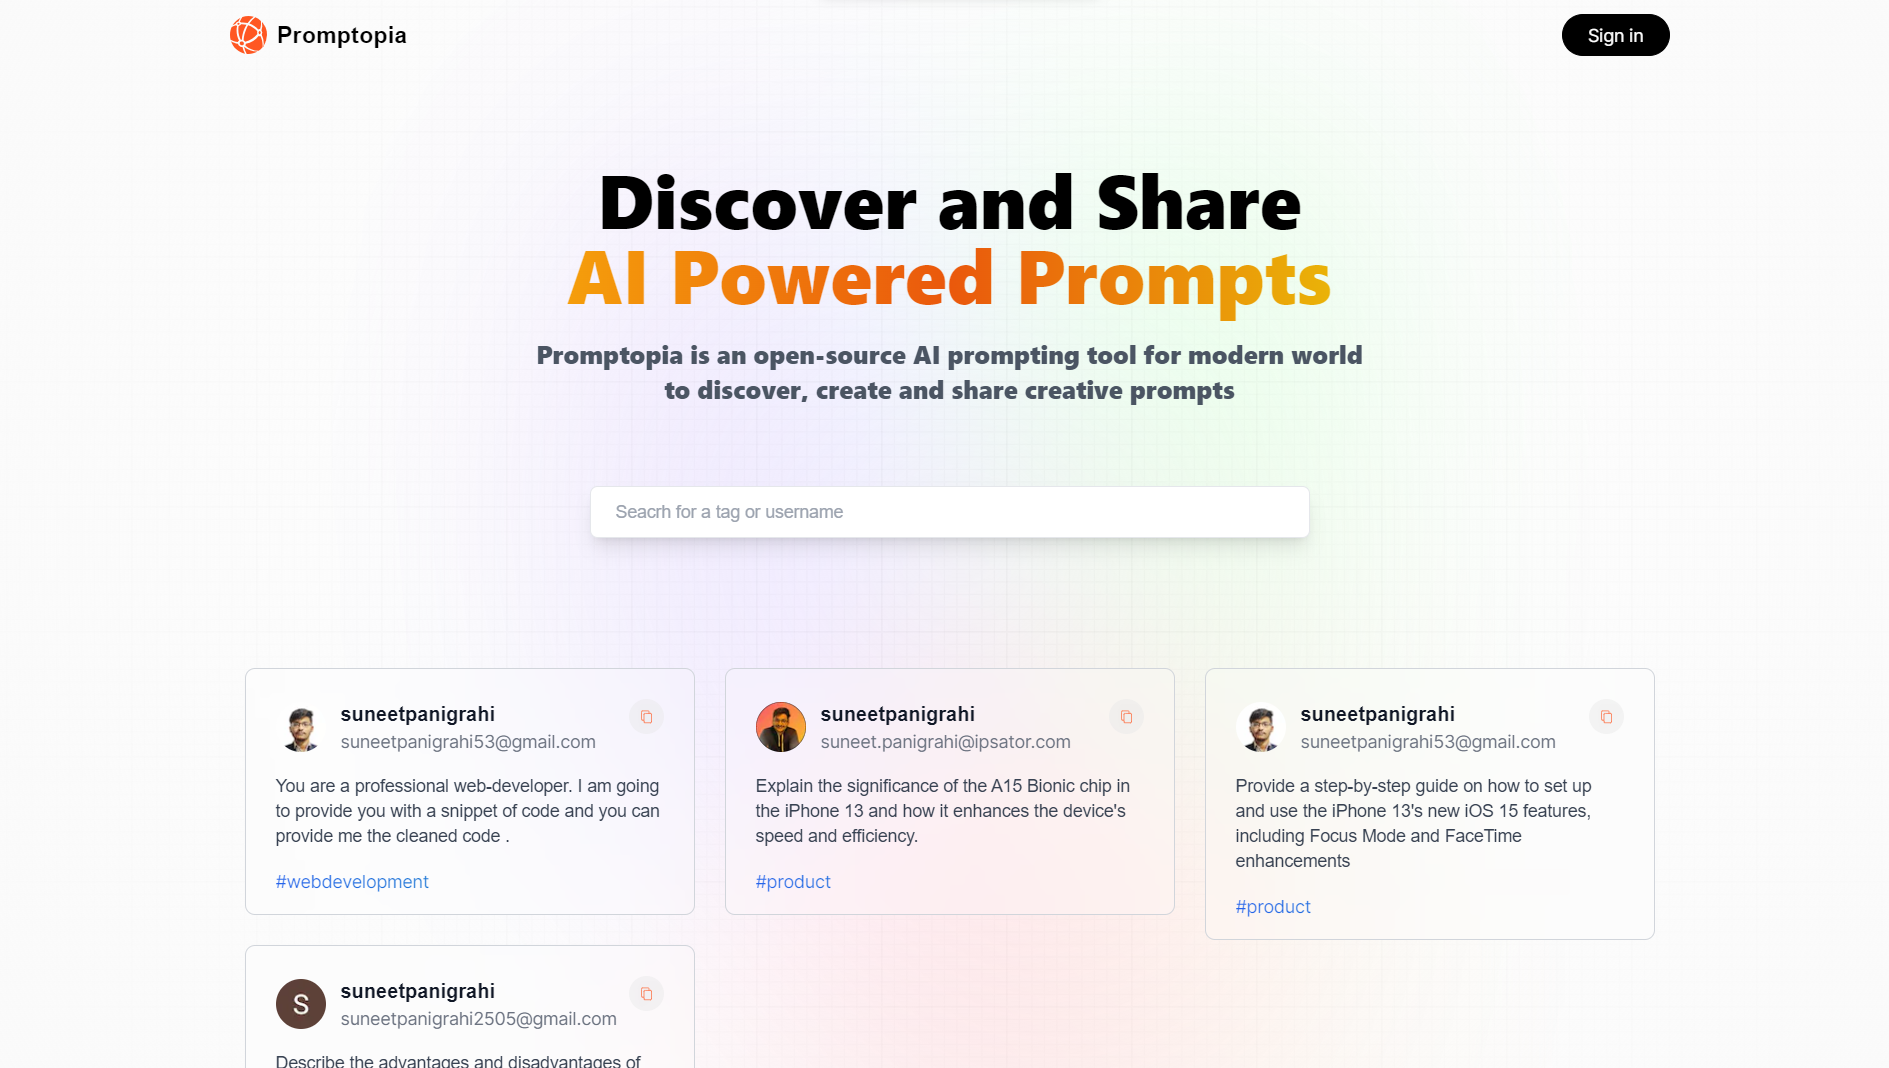 Promptopia
Sign in
Discover and Share
AI Powered Prompts
Promptopia is an open-source AI prompting tool for modern world
to discover, create and share creative prompts
Seacrh for a tag or username
suneetpanigrahi
suneetpanigrahi53@gmail.com
You are a professional web-developer. I am going
to provide you with a snippet of code and you can
provide me the cleaned code .
#webdevelopment
suneetpanigrahi
suneet.panigrahi@ipsator.com
Explain the significance of the A15 Bionic chip in
the iPhone 13 and how it enhances the device's
speed and efficiency.
#product
suneetpanigrahi
suneetpanigrahi53@gmail.com
Provide a step-by-step guide on how to set up
and use the iPhone 13's new iOS 15 features,
including Focus Mode and FaceTime
enhancements
#product
S
suneetpanigrahi
suneetpanigrahi2505@gmail.com
Describe the advantages and disadvantages of